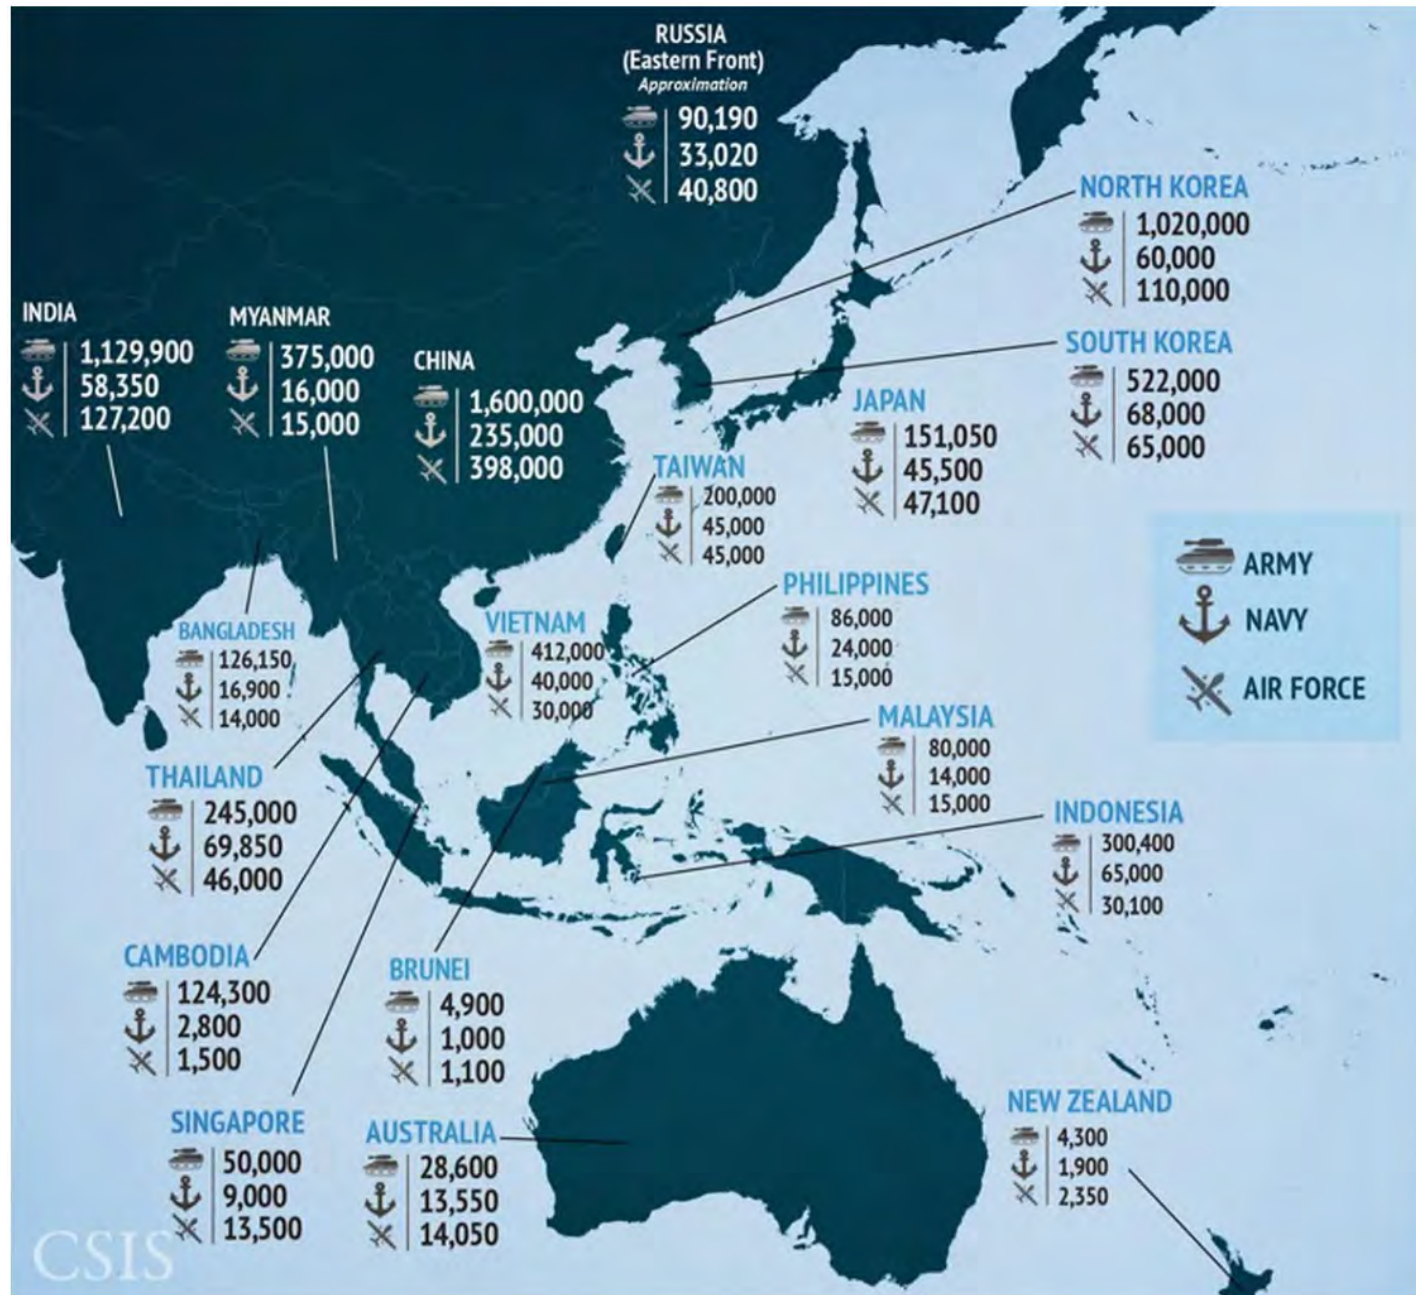 RUSSIA
(Eastern Front)
Approximation
90,190
33,020
40,800
NORTH KOREA
1,020,000
60,000
110,000
INDIA
1,129,900
58,350
127,200
MYANMAR
375,000
16,000
15,000
CHINA
1,600,000
235,000
398,000
SOUTH KOREA
522,000
68,000
65,000
JAPAN
151,050
45,500
47,100
TAIWAN
200,000
45,000
45,000
ARMY
NAVY
AIR FORCE
PHILIPPINES
86,000
24,000
15,000
BANGLADESH
126,150
16,900
14,000
VIETNAM
412,000
40,000
30,000
MALAYSIA
80,000
14,000
15,000
THAILAND
245,000
69,850
46,000
INDONESIA
300,400
65,000
30,100
CAMBODIA
124,300
2,800
1,500
BRUNEI
4,900
1,000
1,100
SINGAPORE
50,000
9,000
13,500
AUSTRALIA
28,600
13,550
14,050
NEW ZEALAND
4,300
1,900
2,350
CSIS